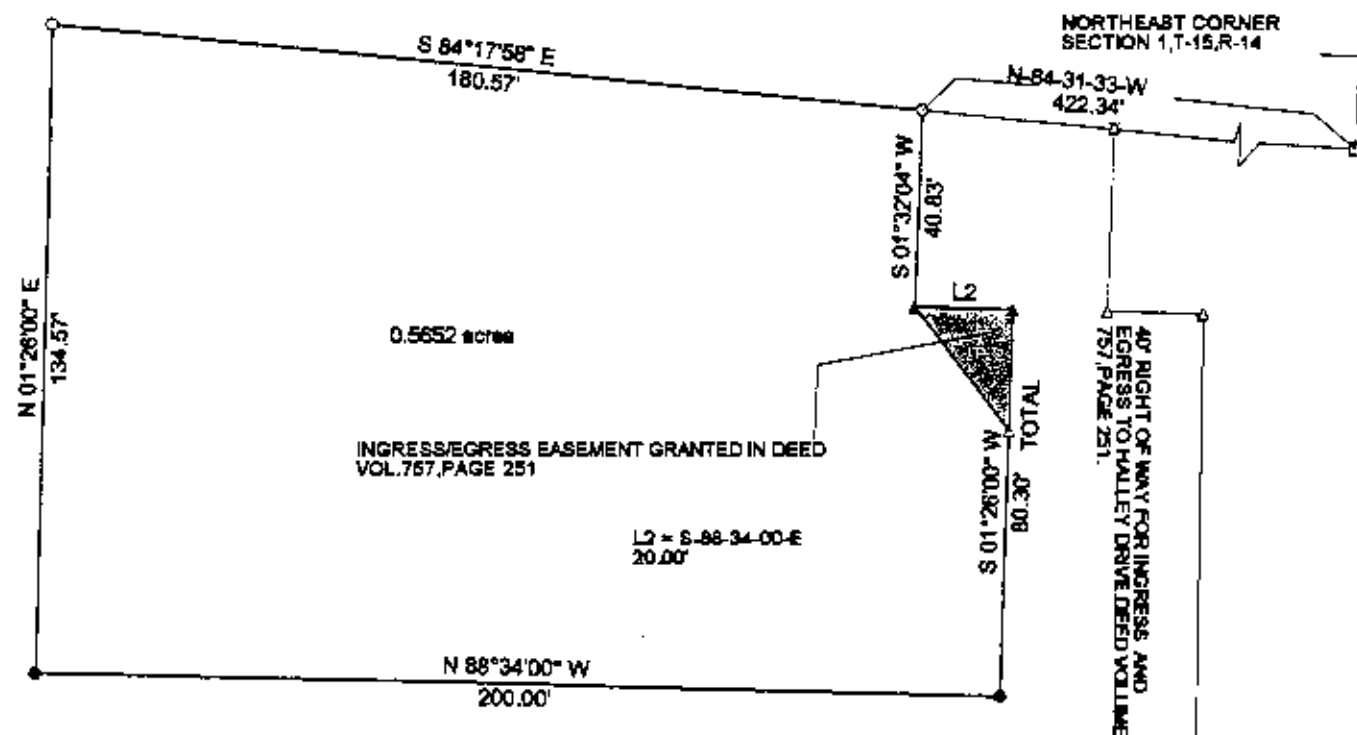 NORTHEAST CORNER
SECTION 1,T-15,R-14
S 84°17'58" E
180.57'
N-84-31-33-W
422.34'
S 01°32'04" W
40.83'
L2
N 01°26'00" E
134.57'
0.5652 acres
INGRESS/EGRESS EASEMENT GRANTED IN DEED
VOL.757,PAGE 251
L2 = S-88-34-00-E
20.00'
S 01°26'00" W
80.30'
TOTAL
40' RIGHT OF WAY FOR INGRESS AND
EGRESS TO HALLEY DRIVE.DEED VOLUME
757,PAGE 251.
N 88°34'00" W
200.00'